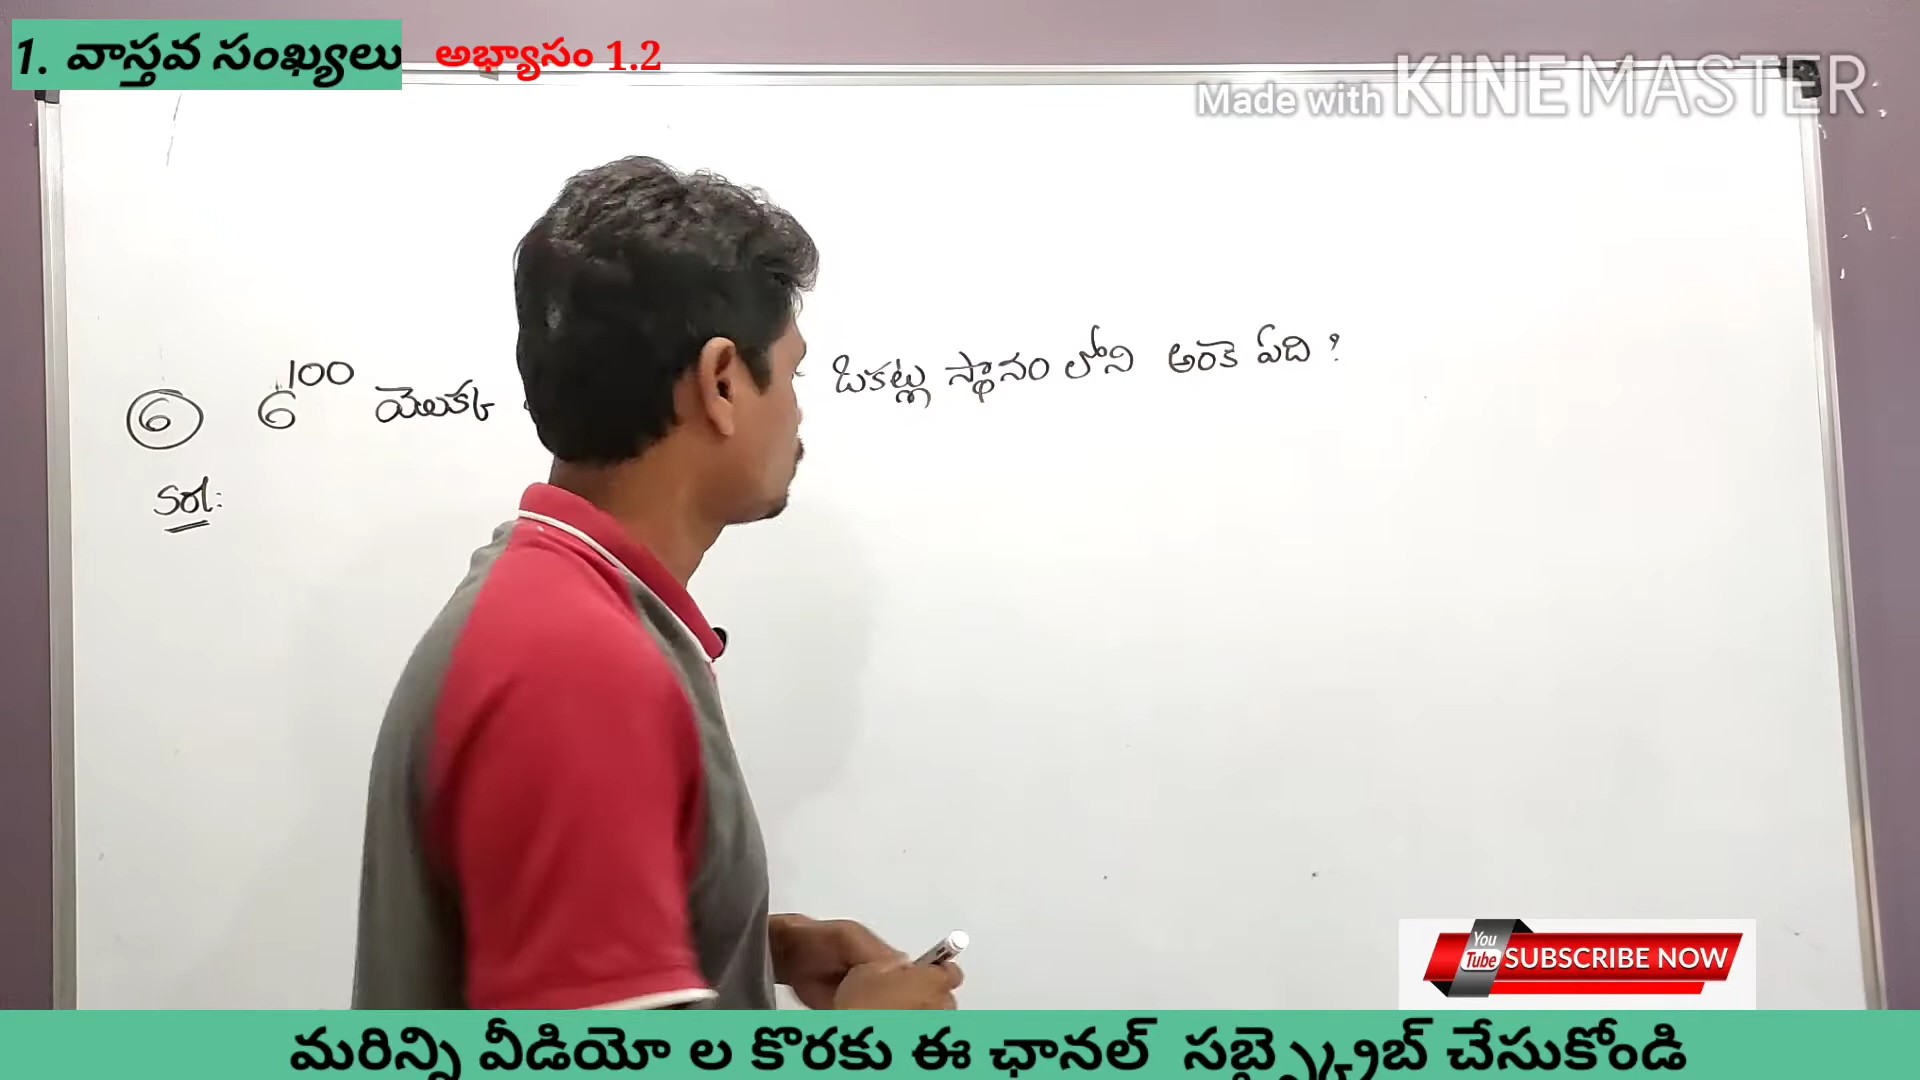 1. వాస్తవ సంఖ్యలు అభ్యాసం 1.2
Made with KINEMASTER
6 6^100 యొక్క ఒకట్లు స్థానం లోని అంకె ఏది ?
Sol:
You Tube SUBSCRIBE NOW
మరిన్ని వీడియో ల కొరకు ఈ ఛానల్ సబ్స్క్రైబ్ చేసుకోండి